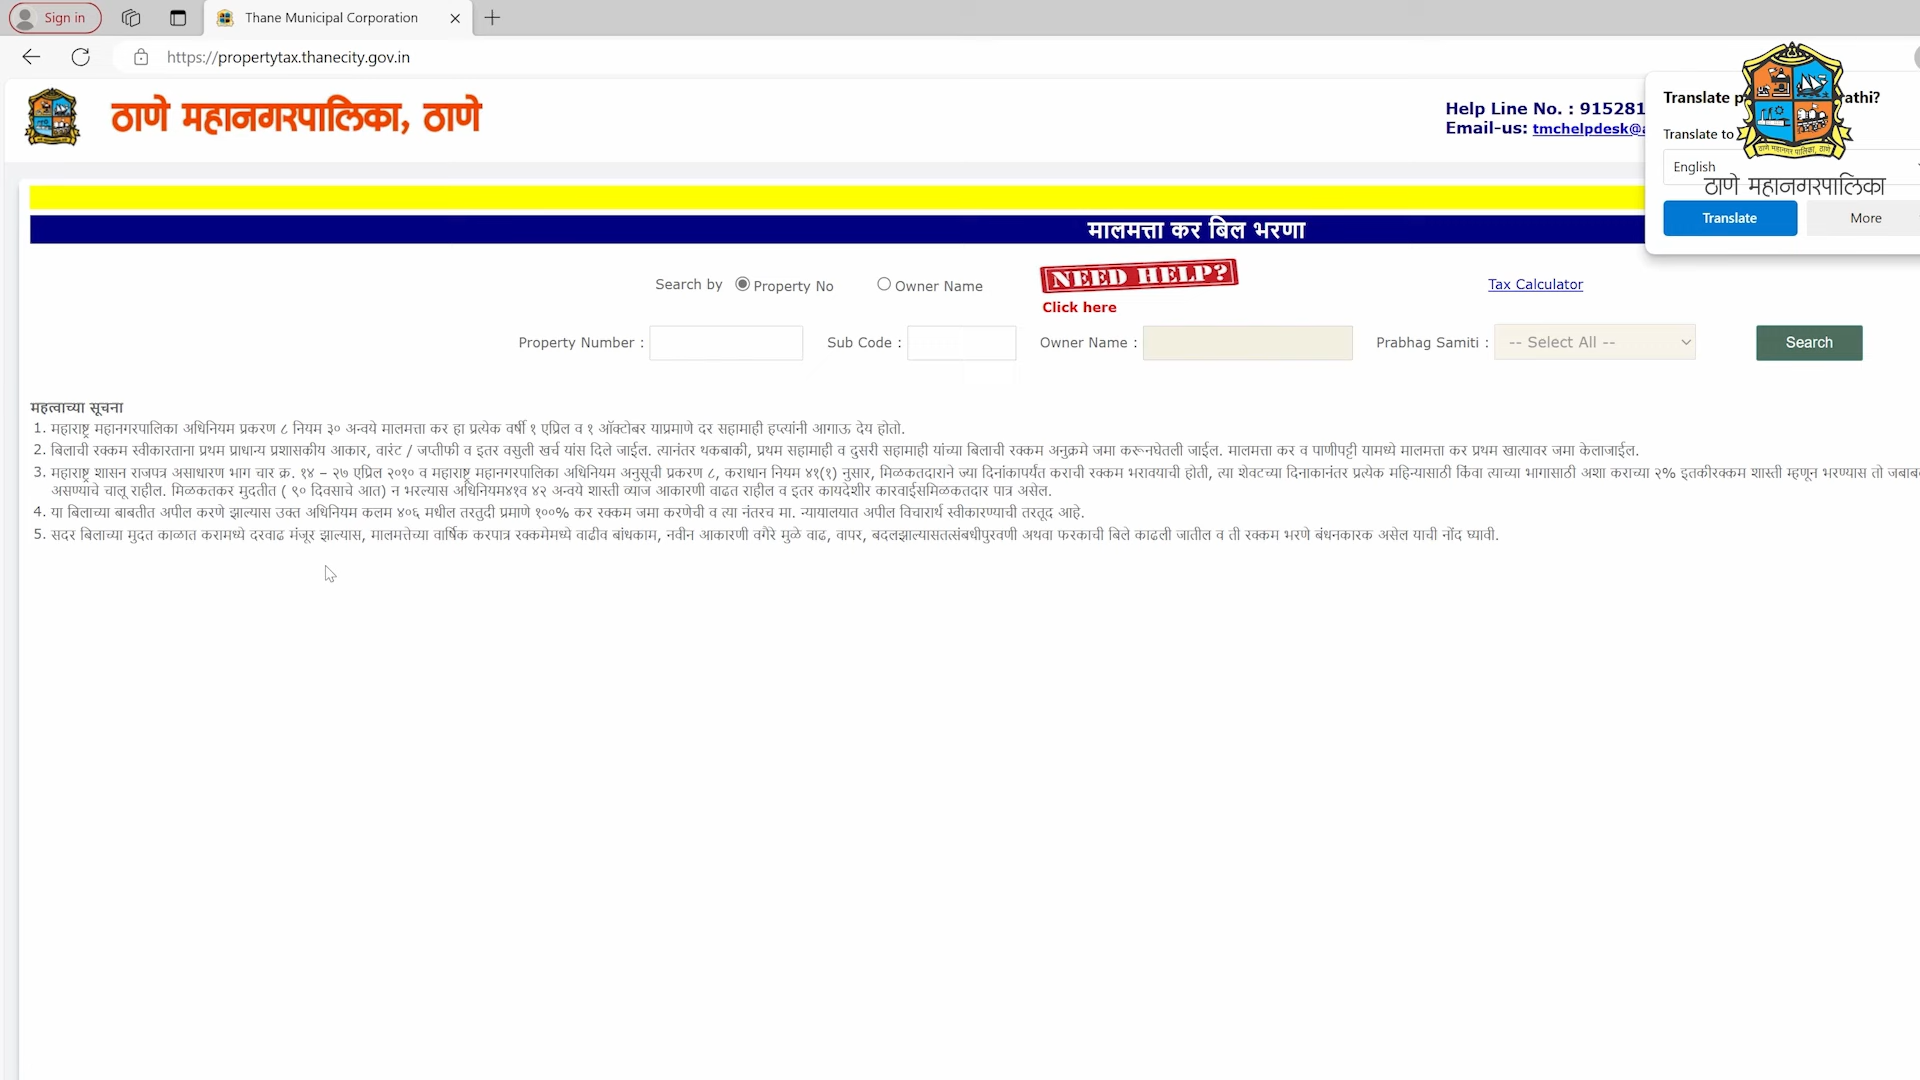 Sign in
Thane Municipal Corporation
https://propertytax.thanecity.gov.in
ठाणे महानगरपालिका, ठाणे
Help Line No. : 915281
Email-us: tmchelpdesk@
Translate p athi?
Translate to
English
ठाणे महानगरपालिका
Translate More
मालमत्ता कर बिल भरणा
Search by Property No Owner Name NEED HELP? Tax Calculator
Click here
Property Number : Sub Code : Owner Name : Prabhag Samiti : -- Select All -- Search
महत्वाच्या सूचना
1. महाराष्ट्र महानगरपालिका अधिनियम प्रकरण ८ नियम ३० अन्वये मालमत्ता कर हा प्रत्येक वर्षी १ एप्रिल व १ ऑक्टोबर याप्रमाणे दर सहामाही हप्त्यांनी आगाऊ देय होतो.
2. बिलाची रक्कम स्वीकारताना प्रथम प्राधान्य प्रशासकीय आकार, वारंट / जप्तीफी व इतर वसुली खर्च यांस दिले जाईल. त्यानंतर थकबाकी, प्रथम सहामाही व दुसरी सहामाही यांच्या बिलाची रक्कम अनुक्रमे जमा करूनघेतली जाईल. मालमत्ता कर व पाणीपट्टी यामध्ये मालमत्ता कर प्रथम खात्यावर जमा केलाजाईल.
3. महाराष्ट्र शासन राजपत्र असाधारण भाग चार क्र. १४ – २७ एप्रिल २०१० व महाराष्ट्र महानगरपालिका अधिनियम अनुसूची प्रकरण ८, कराधान नियम ४१(१) नुसार, मिळकतदाराने ज्या दिनांकापर्यंत कराची रक्कम भरावयाची होती, त्या शेवटच्या दिनाकानंतर प्रत्येक महिन्यासाठी किंवा त्याच्या भागासाठी अशा कराच्या २% इतकीरक्कम शास्ती म्हणून भरण्यास तो जबाब
असण्याचे चालू राहील. मिळकतकर मुदतीत ( ९० दिवसाचे आत) न भरल्यास अधिनियम४१व ४२ अन्वये शास्ती व्याज आकारणी वाढत राहील व इतर कायदेशीर कारवाईसमिळकतदार पात्र असेल.
4. या बिलाच्या बाबतीत अपील करणे झाल्यास उक्त अधिनियम कलम ४०६ मधील तरतुदी प्रमाणे १००% कर रक्कम जमा करणेची व त्या नंतरच मा. न्यायालयात अपील विचारार्थ स्वीकारण्याची तरतूद आहे.
5. सदर बिलाच्या मुदत काळात करामध्ये दरवाढ मंजूर झाल्यास, मालमत्तेच्या वार्षिक करपात्र रक्कमेमध्ये वाढीव बांधकाम, नवीन आकारणी वगैरे मुळे वाढ, वापर, बदलझाल्यासतत्संबधीपुरवणी अथवा फरकाची बिले काढली जातील व ती रक्कम भरणे बंधनकारक असेल याची नोंद घ्यावी.